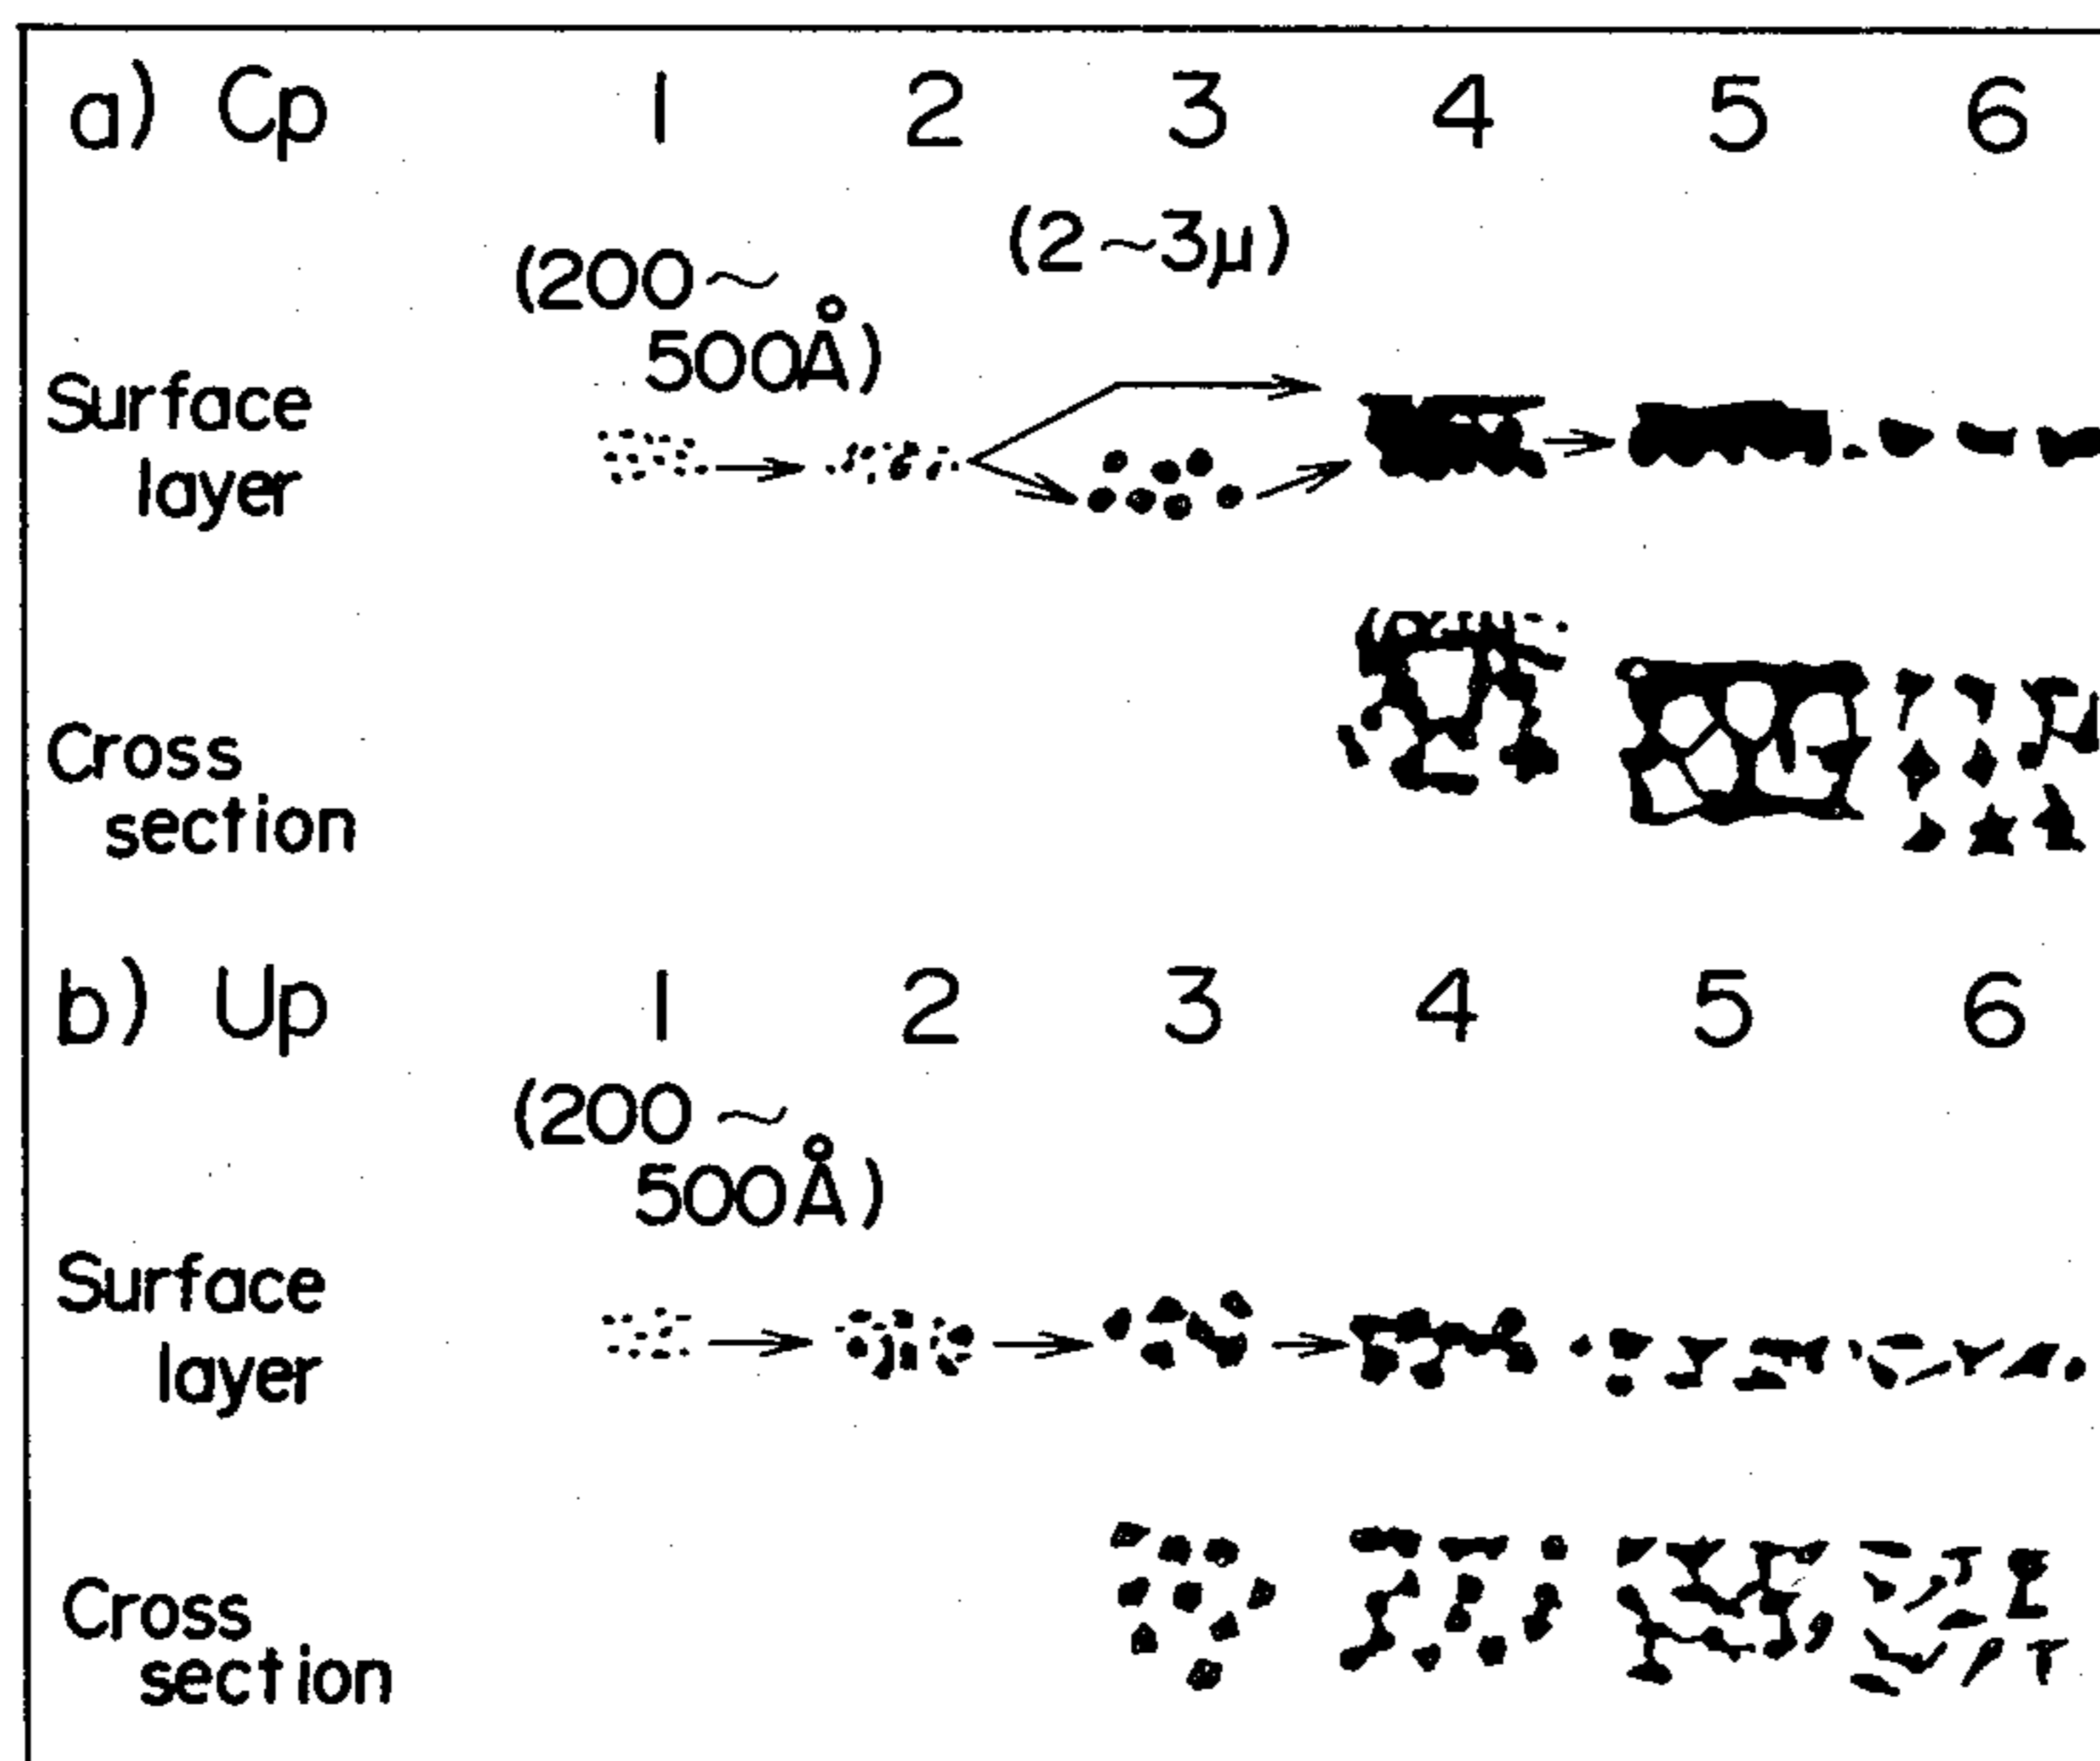 a) Cp 1 2 3 4 5 6
(2~3μ)
(200~
500Å)
Surface
layer
Cross
section
b) Up 1 2 3 4 5 6
(200~
500Å)
Surface
layer
Cross
section